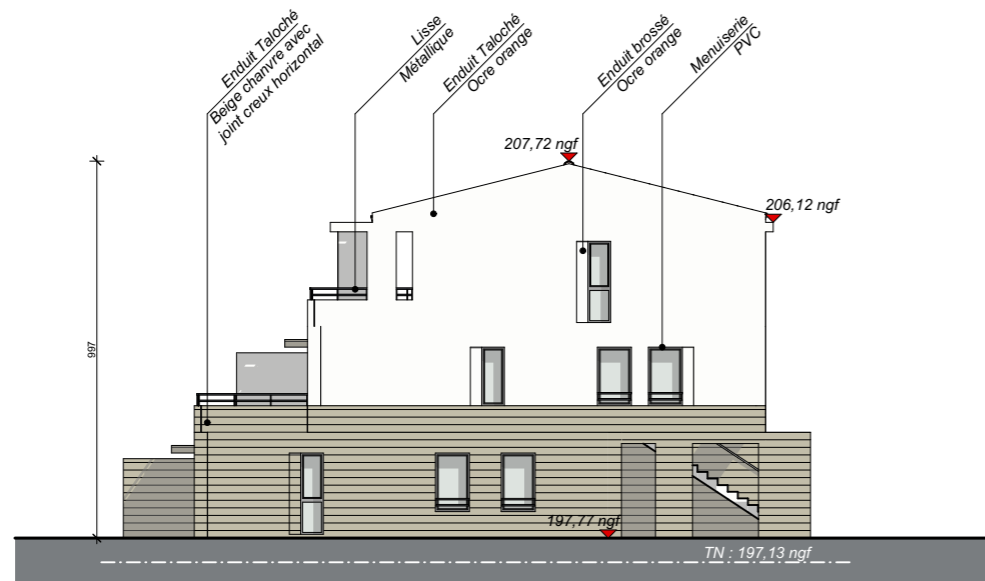 Enduit Taloché
Beige chanvre avec
joint creux horizontal
Lisse
Métallique
Enduit Taloché
Ocre orange
Enduit brossé
Ocre orange
Menuiserie
PVC
207,72 ngf
206,12 ngf
997
197,77 ngf
TN : 197,13 ngf